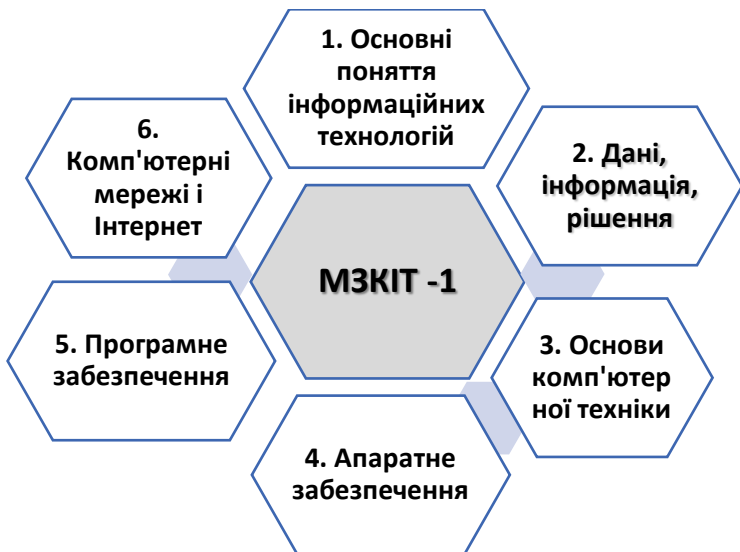 1. Основні
поняття
інформаційних
технологій
2. Дані,
інформація,
рішення
3. Основи
комп'ютер
ної техніки
4. Апаратне
забезпечення
5. Програмне
забезпечення
6.
Комп'ютерні
мережі і
Інтернет
МЗКІТ -1